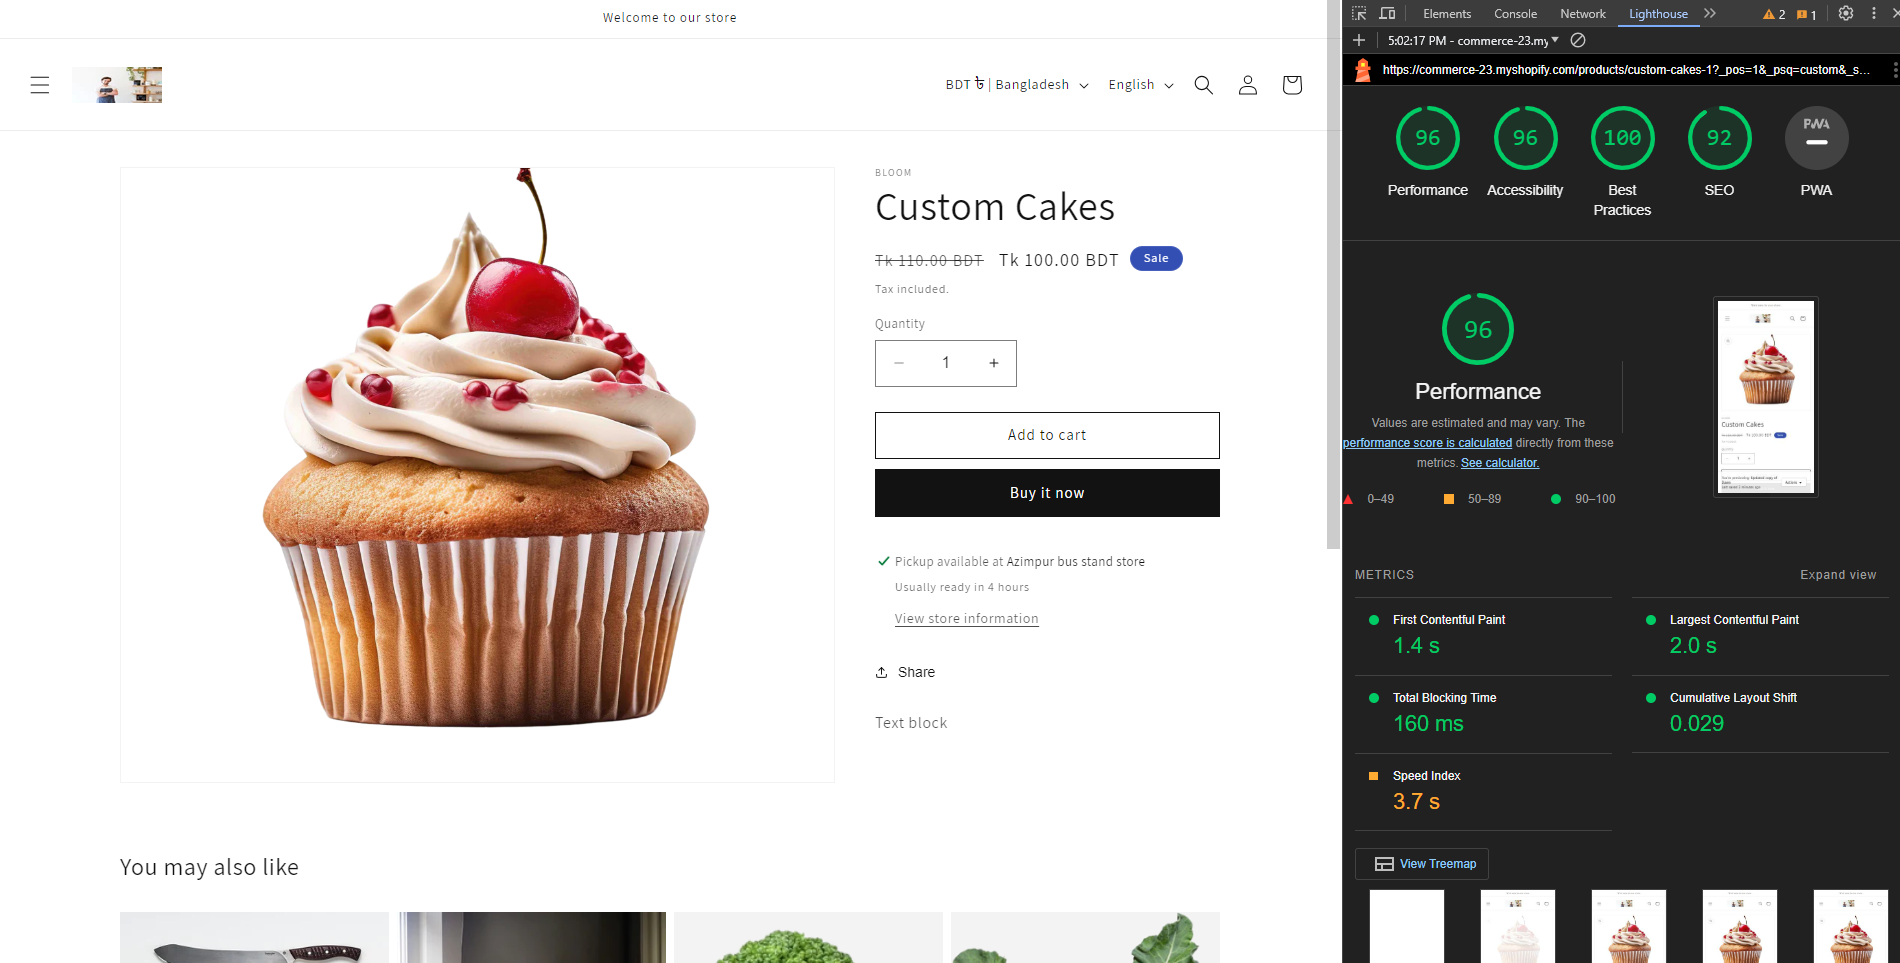 Welcome to our store
BDT ৳ | Bangladesh
English
BLOOM
Custom Cakes
Tk 110.00 BDT Tk 100.00 BDT Sale
Tax included.
Quantity
− 1 +
Add to cart
Buy it now
Pickup available at Azimpur bus stand store
Usually ready in 4 hours
View store information
Share
Text block
You may also like
Elements Console Network Lighthouse 2 1
5:02:17 PM - commerce-23.my
https://commerce-23.myshopify.com/products/custom-cakes-1?_pos=1&_psq=custom&_s...
96 96 100 92 PWA
Performance Accessibility Best Practices SEO PWA
96
Performance
Values are estimated and may vary. The
performance score is calculated directly from these
metrics. See calculator.
0–49 50–89 90–100
Custom Cakes
METRICS Expand view
First Contentful Paint
1.4 s
Largest Contentful Paint
2.0 s
Total Blocking Time
160 ms
Cumulative Layout Shift
0.029
Speed Index
3.7 s
View Treemap